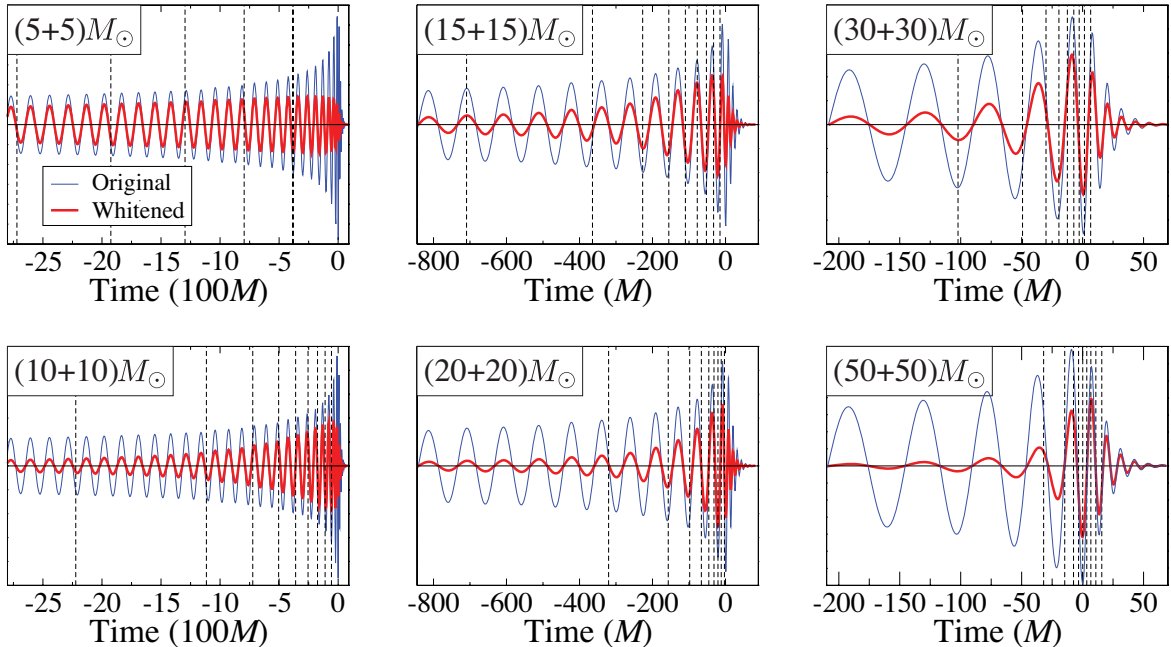 (5+5)M⊙
Original
Whitened
-25 -20 -15 -10 -5 0
Time (100M)
(15+15)M⊙
-800 -600 -400 -200 0
Time (M)
(30+30)M⊙
-200 -150 -100 -50 0 50
Time (M)
(10+10)M⊙
-25 -20 -15 -10 -5 0
Time (100M)
(20+20)M⊙
-800 -600 -400 -200 0
Time (M)
(50+50)M⊙
-200 -150 -100 -50 0 50
Time (M)